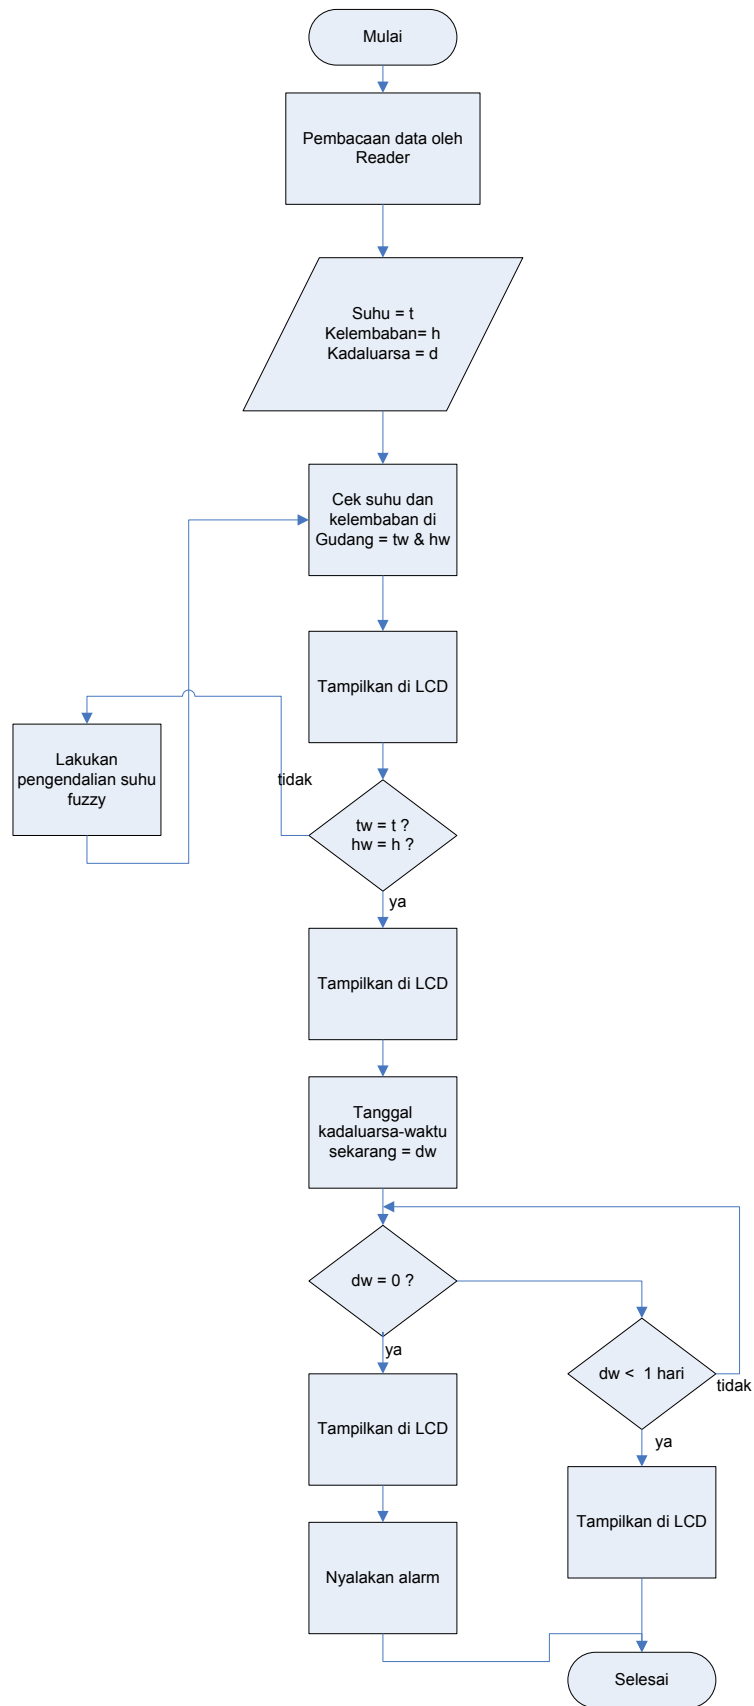 Mulai
Pembacaan data oleh
Reader
Suhu = t
Kelembaban= h
Kadaluarsa = d
Cek suhu dan
kelembaban di
Gudang = tw & hw
Tampilkan di LCD
Lakukan
pengendalian suhu
fuzzy
tidak
tw = t ?
hw = h ?
ya
Tampilkan di LCD
Tanggal
kadaluarsa-waktu
sekarang = dw
dw = 0 ?
ya
dw < 1 hari
tidak
ya
Tampilkan di LCD
Tampilkan di LCD
Nyalakan alarm
Selesai